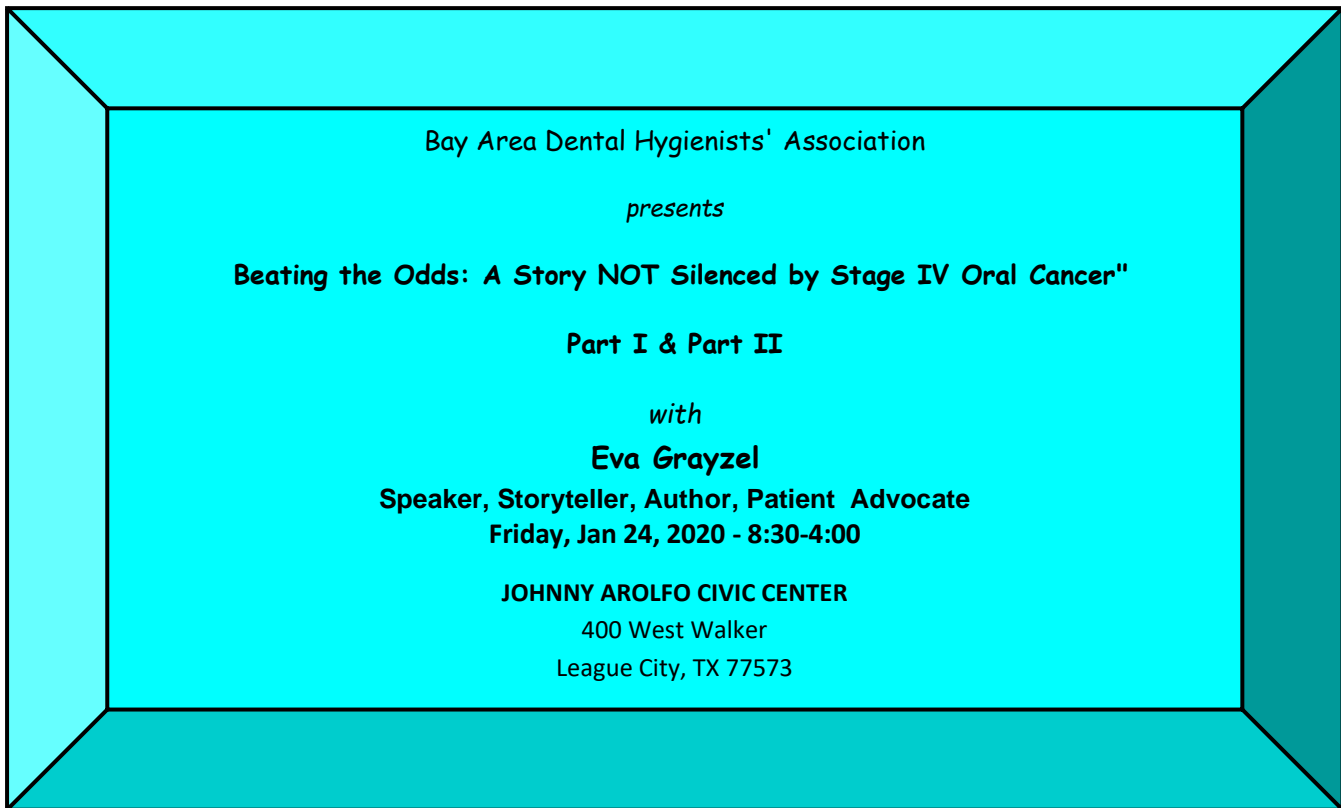 Bay Area Dental Hygienists' Association
presents
Beating the Odds: A Story NOT Silenced by Stage IV Oral Cancer"
Part I & Part II
with
Eva Grayzel
Speaker, Storyteller, Author, Patient Advocate
Friday, Jan 24, 2020 - 8:30-4:00
JOHNNY AROLFO CIVIC CENTER
400 West Walker
League City, TX 77573